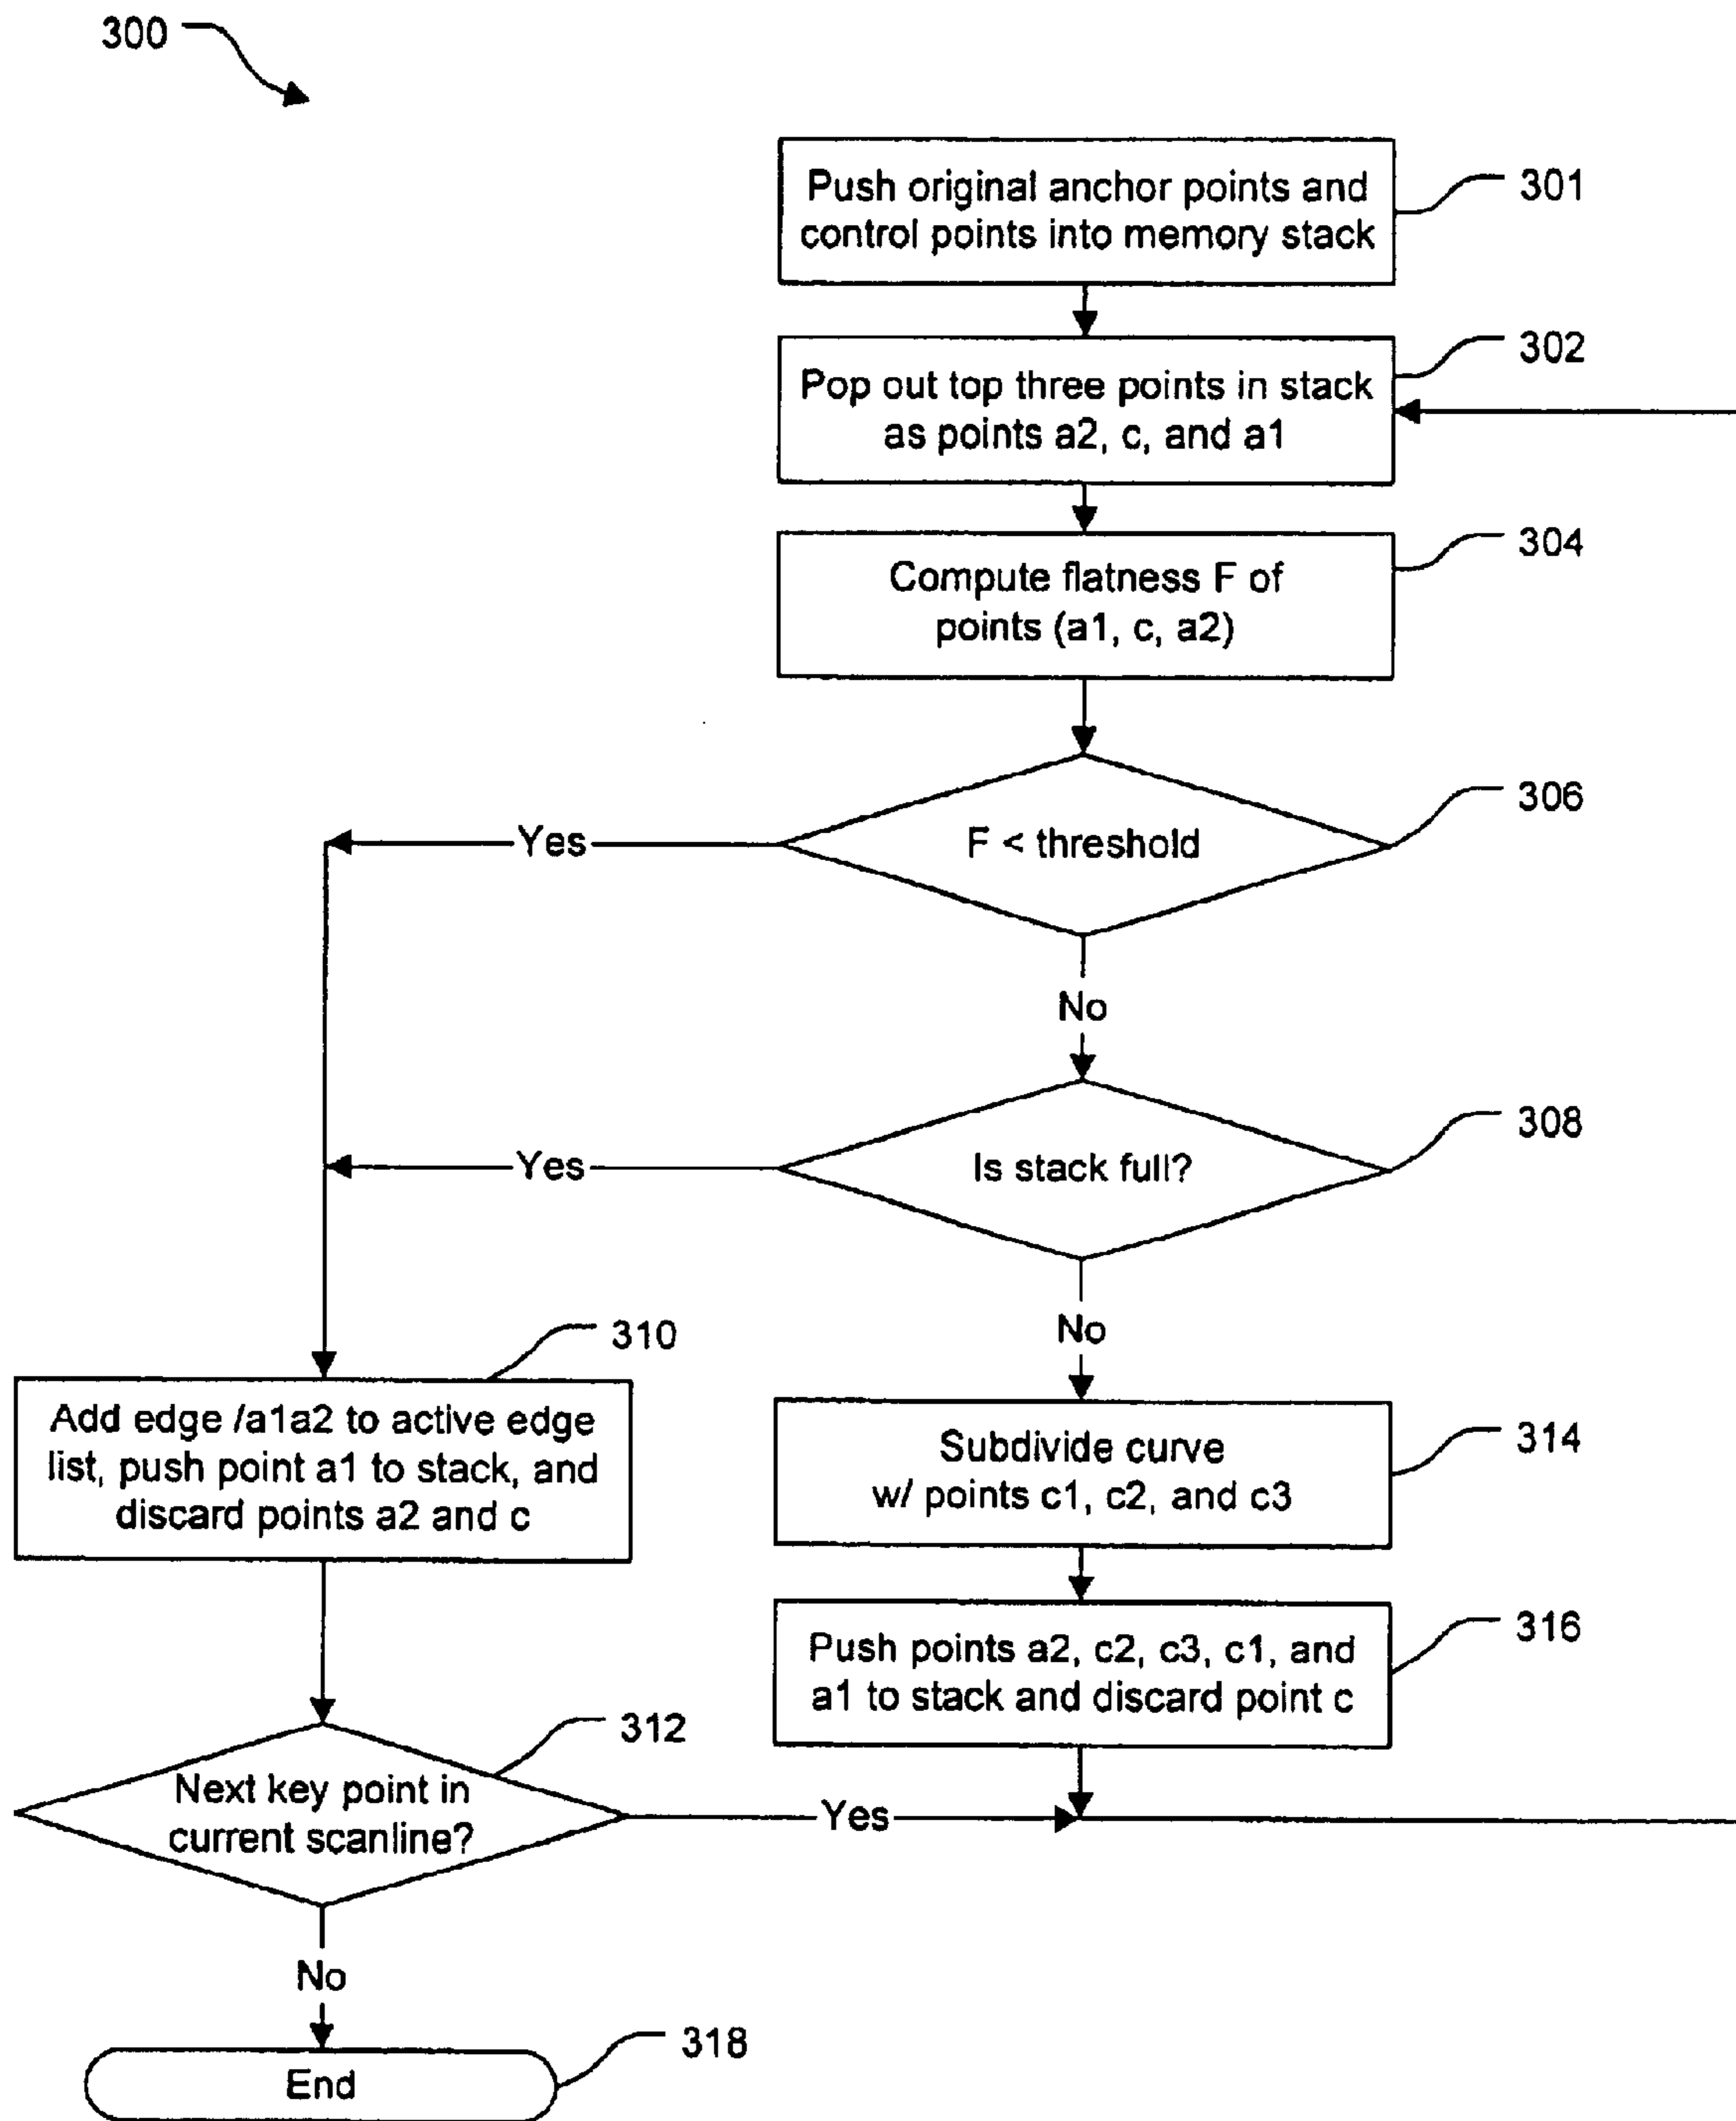 300
Push original anchor points and
control points into memory stack
301
Pop out top three points in stack
as points a2, c, and a1
302
Compute flatness F of
points (a1, c, a2)
304
F < threshold
306
Yes
No
Is stack full?
308
Yes
No
310
Add edge /a1a2 to active edge
list, push point a1 to stack, and
discard points a2 and c
Subdivide curve
w/ points c1, c2, and c3
314
Push points a2, c2, c3, c1, and
a1 to stack and discard point c
316
312
Next key point in
current scanline?
Yes
No
End
318